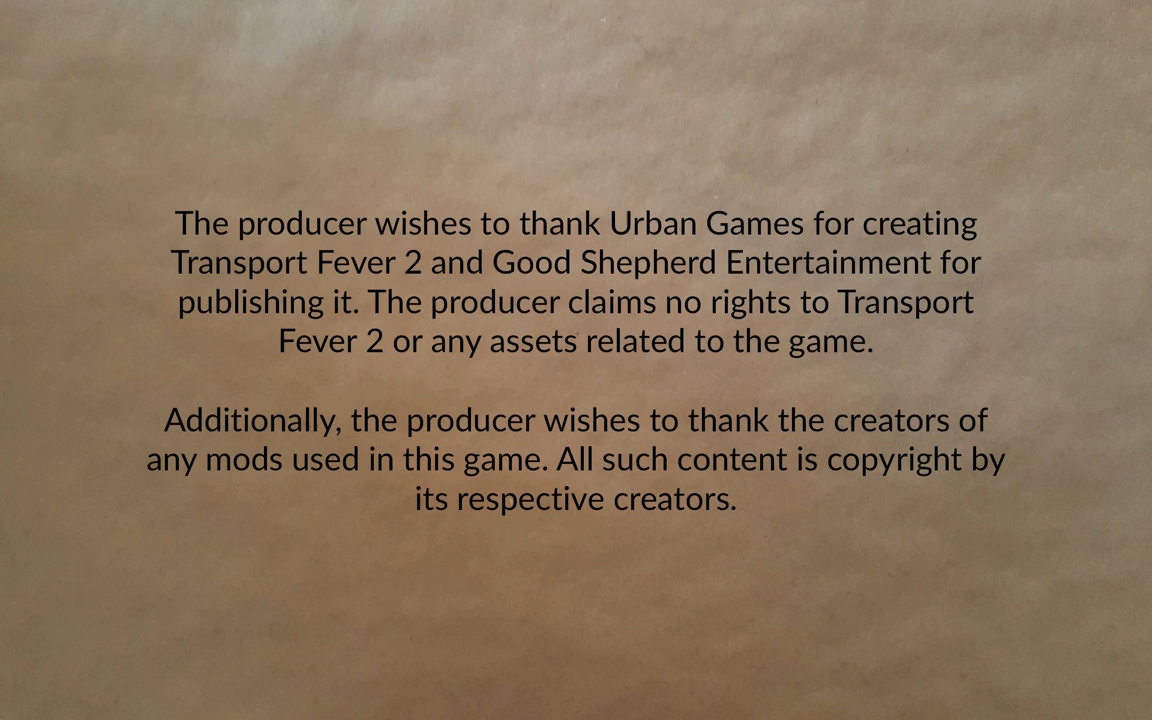 The producer wishes to thank Urban Games for creating
Transport Fever 2 and Good Shepherd Entertainment for
publishing it. The producer claims no rights to Transport
Fever 2 or any assets related to the game.
Additionally, the producer wishes to thank the creators of
any mods used in this game. All such content is copyright by
its respective creators.